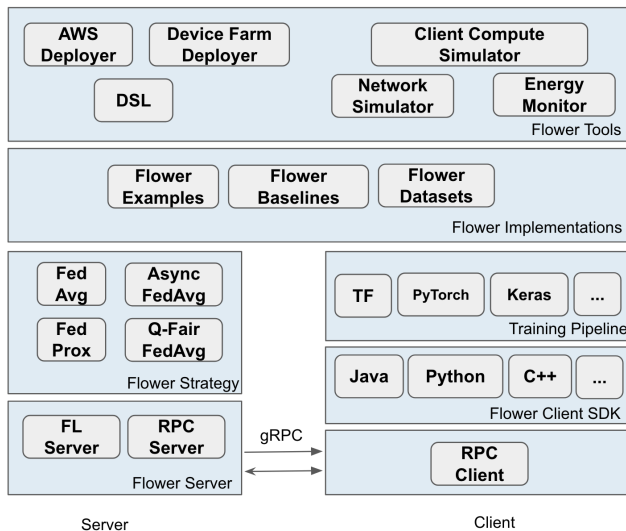 AWS
Deployer
Device Farm
Deployer
Client Compute
Simulator
DSL
Network
Simulator
Energy
Monitor
Flower Tools
Flower
Examples
Flower
Baselines
Flower
Datasets
Flower Implementations
Fed
Avg
Async
FedAvg
Fed
Prox
Q-Fair
FedAvg
Flower Strategy
TF
PyTorch
Keras
...
Training Pipeline
Java
Python
C++
...
Flower Client SDK
FL
Server
RPC
Server
Flower Server
gRPC
RPC
Client
Server
Client